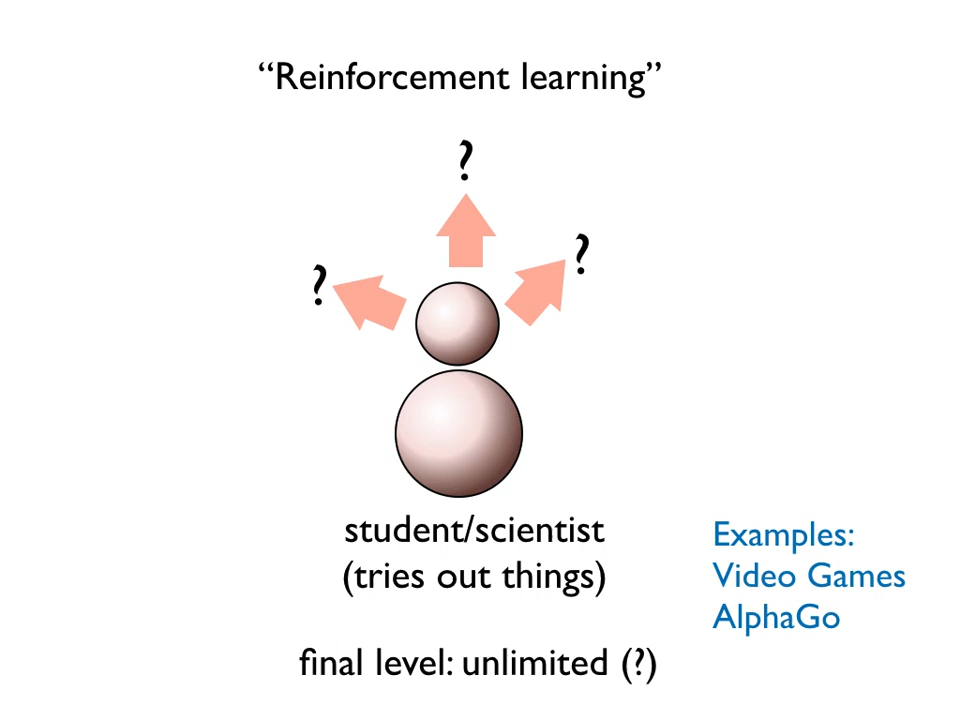 “Reinforcement learning”
?
?
?
student/scientist
(tries out things)
Examples:
Video Games
AlphaGo
final level: unlimited (?)